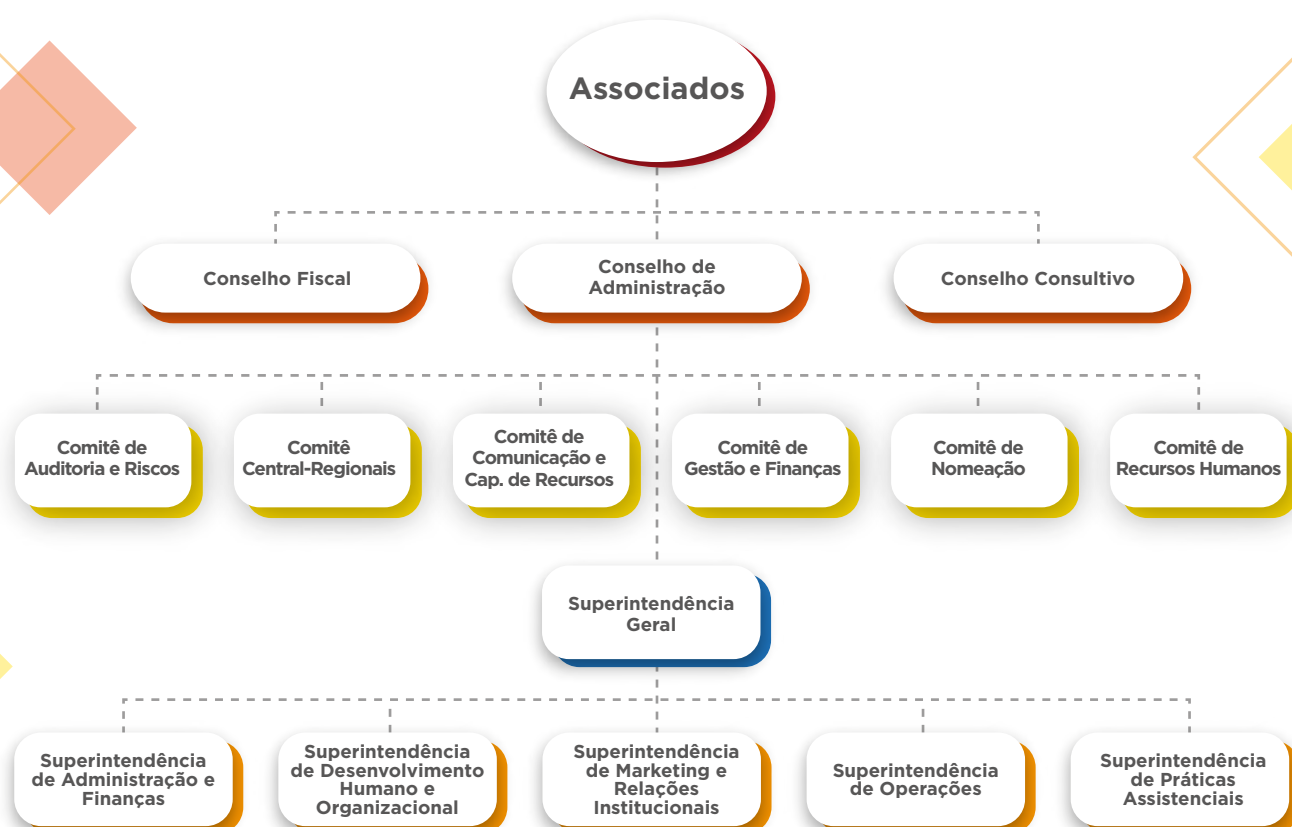 Associados
Conselho Fiscal
Conselho de
Administração
Conselho Consultivo
Comitê de
Auditoria e Riscos
Comitê
Central-Regionais
Comitê de
Comunicação e
Cap. de Recursos
Comitê de
Gestão e Finanças
Comitê de
Nomeação
Comitê de
Recursos Humanos
Superintendência
Geral
Superintendência
de Administração e
Finanças
Superintendência
de Desenvolvimento
Humano e
Organizacional
Superintendência
de Marketing e
Relações
Institucionais
Superintendência
de Operações
Superintendência
de Práticas
Assistenciais